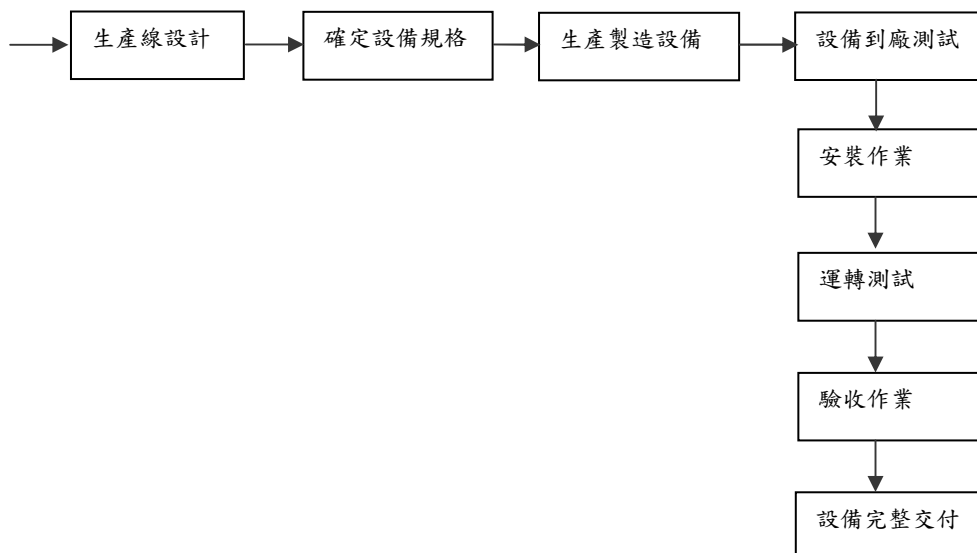 生產線設計
確定設備規格
生產製造設備
設備到廠測試
安裝作業
運轉測試
驗收作業
設備完整交付